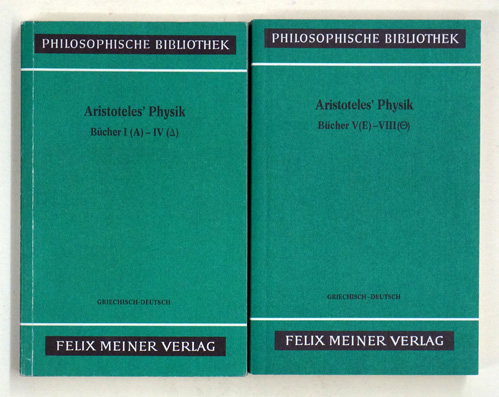 PHILOSOPHISCHE BIBLIOTHEK
Aristoteles' Physik
Bücher I (A) – IV (Δ)
GRIECHISCH-DEUTSCH
FELIX MEINER VERLAG
PHILOSOPHISCHE BIBLIOTHEK
Aristoteles' Physik
Bücher V(E) –VIII(Θ)
GRIECHISCH–DEUTSCH
FELIX MEINER VERLAG